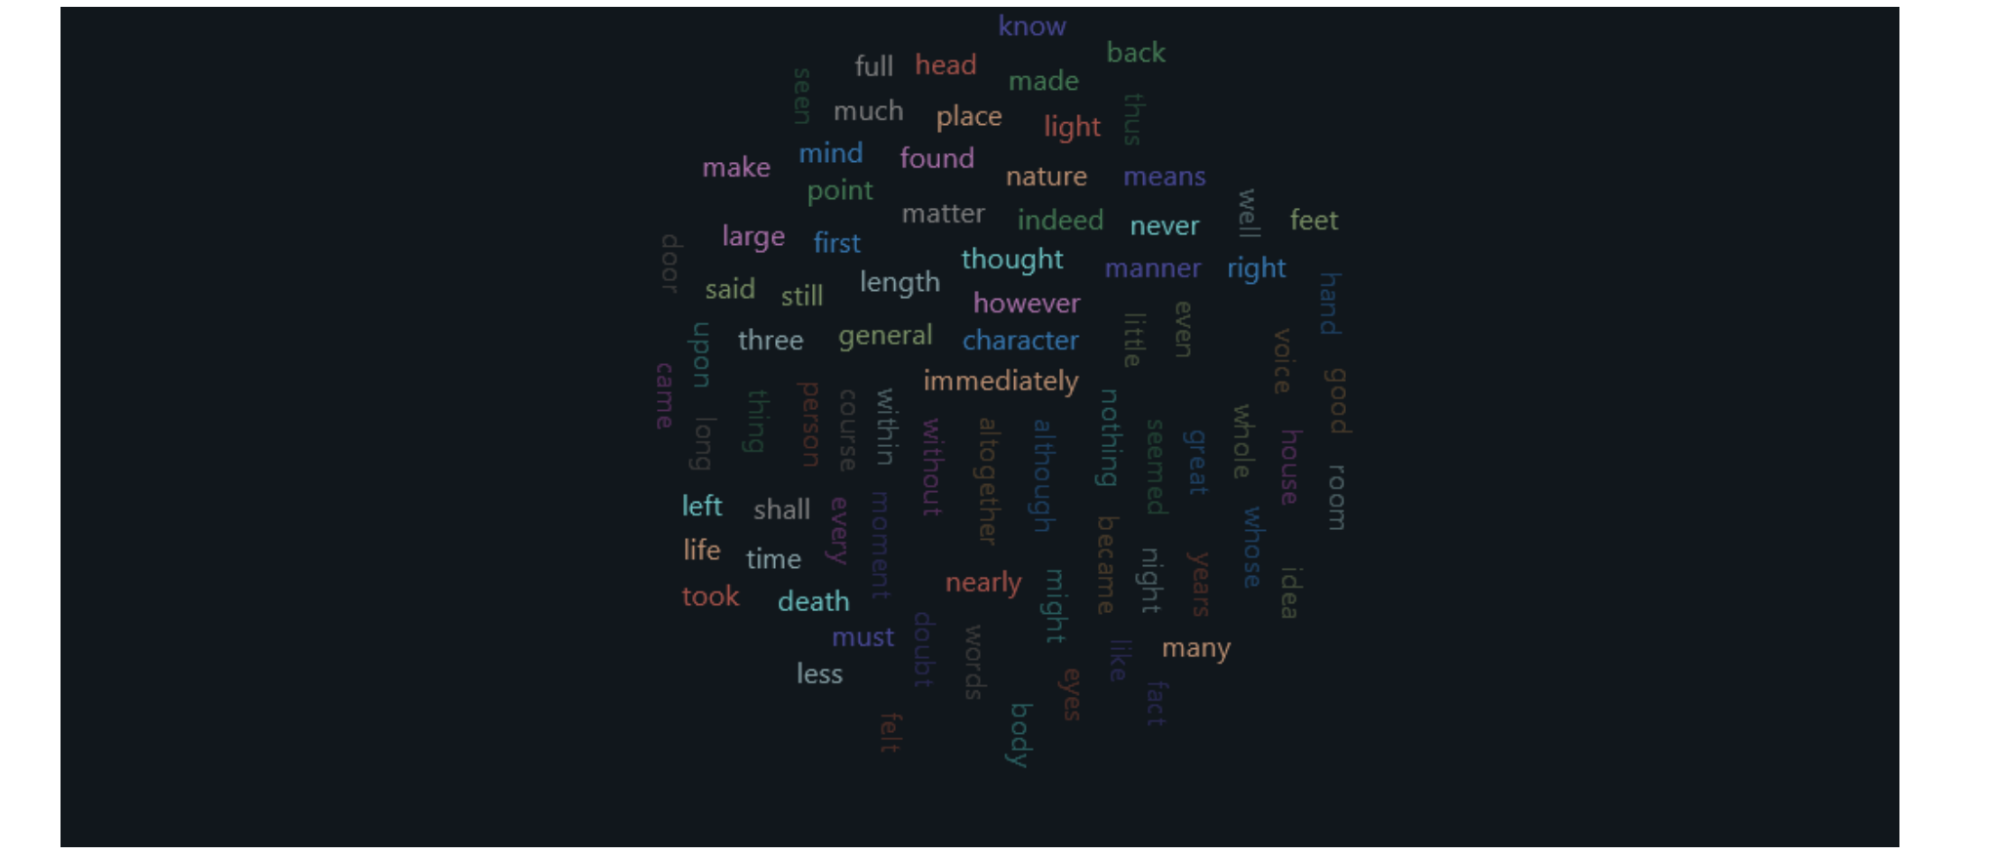 know
back
full head
made
seen
much
place
thus
light
mind
found
make
nature
means
point
well
matter
indeed
never
feet
large
first
door
thought
manner
right
length
said
still
hand
however
little
even
upon
three
general
character
voice
came
immediately
good
thing
person
course
within
nothing
long
without
altogether
although
seemed
great
whole
house
room
left
shall
every
moment
became
whose
life
time
night
years
idea
nearly
might
took
death
must
doubt
words
like
many
less
eyes
fact
felt
body